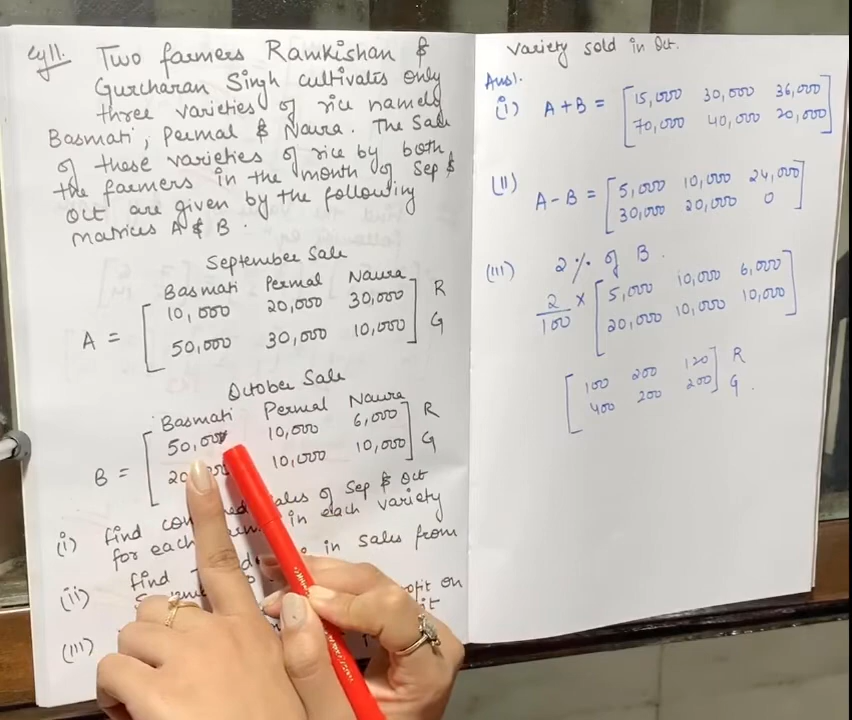 eg 11. Two farmers Ramkishan &
Gurcharan Singh cultivates only
three varieties of rice namely
Basmati, Permal & Naura. The Sale
of these varieties of rice by both
the farmers in the month of Sep &
Oct are given by the following
matrices A & B.
September Sale
Basmati Permal Naura
10,000 20,000 30,000 R
A =
50,000 30,000 10,000 G
October Sale
Basmati Permal Naura
50,000 10,000 6,000 R
B =
10,000 10,000 G
(i) find sales of Sep & Oct
for each in each variety
(ii) find in sales from
(iii) on
variety sold in Oct.
Ans1.
(i) A+B = [15,000 30,000 36,000
70,000 40,000 20,000]
(ii) A-B = [5,000 10,000 24,000
30,000 20,000 0]
(iii) 2% of B.
2/100 × [5,000 10,000 6,000
20,000 10,000 10,000]
[100 200 120] R
400 200 200 G.